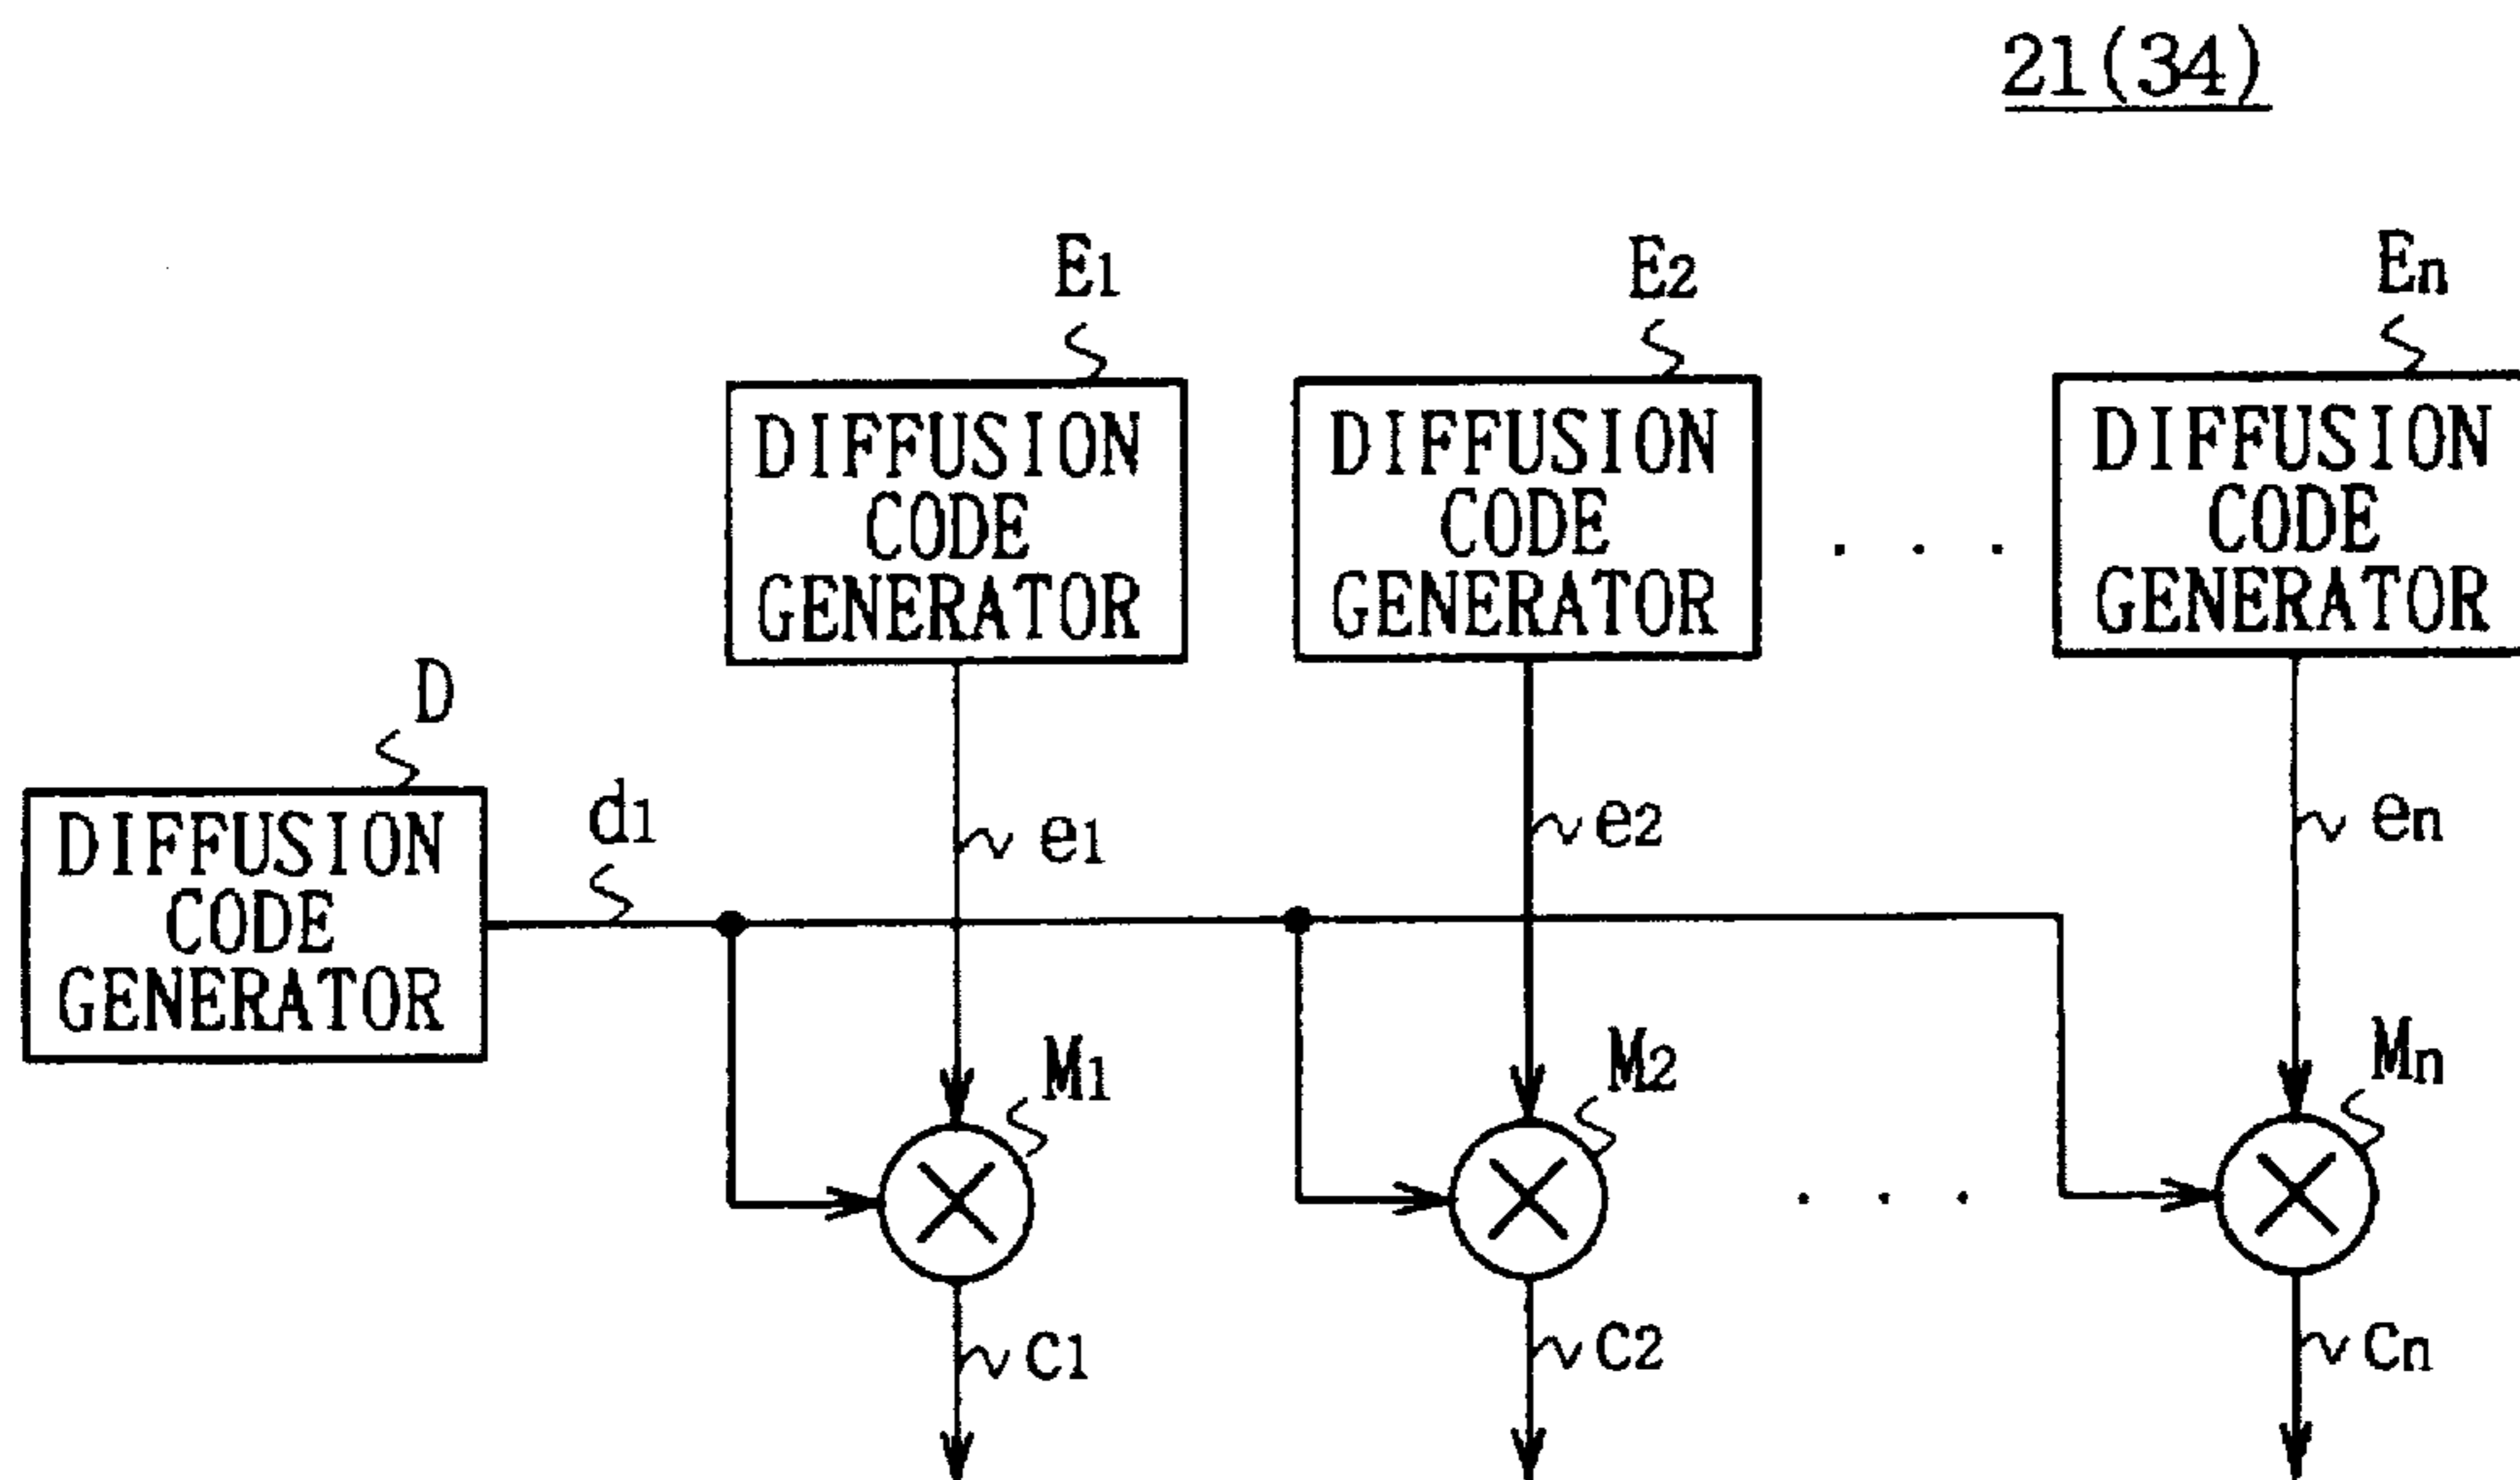 21(34)
E1
E2
En
DIFFUSION
CODE
GENERATOR
DIFFUSION
CODE
GENERATOR
. . .
DIFFUSION
CODE
GENERATOR
D
DIFFUSION
CODE
GENERATOR
d1
e1
e2
en
M1
M2
Mn
. . .
C1
C2
Cn